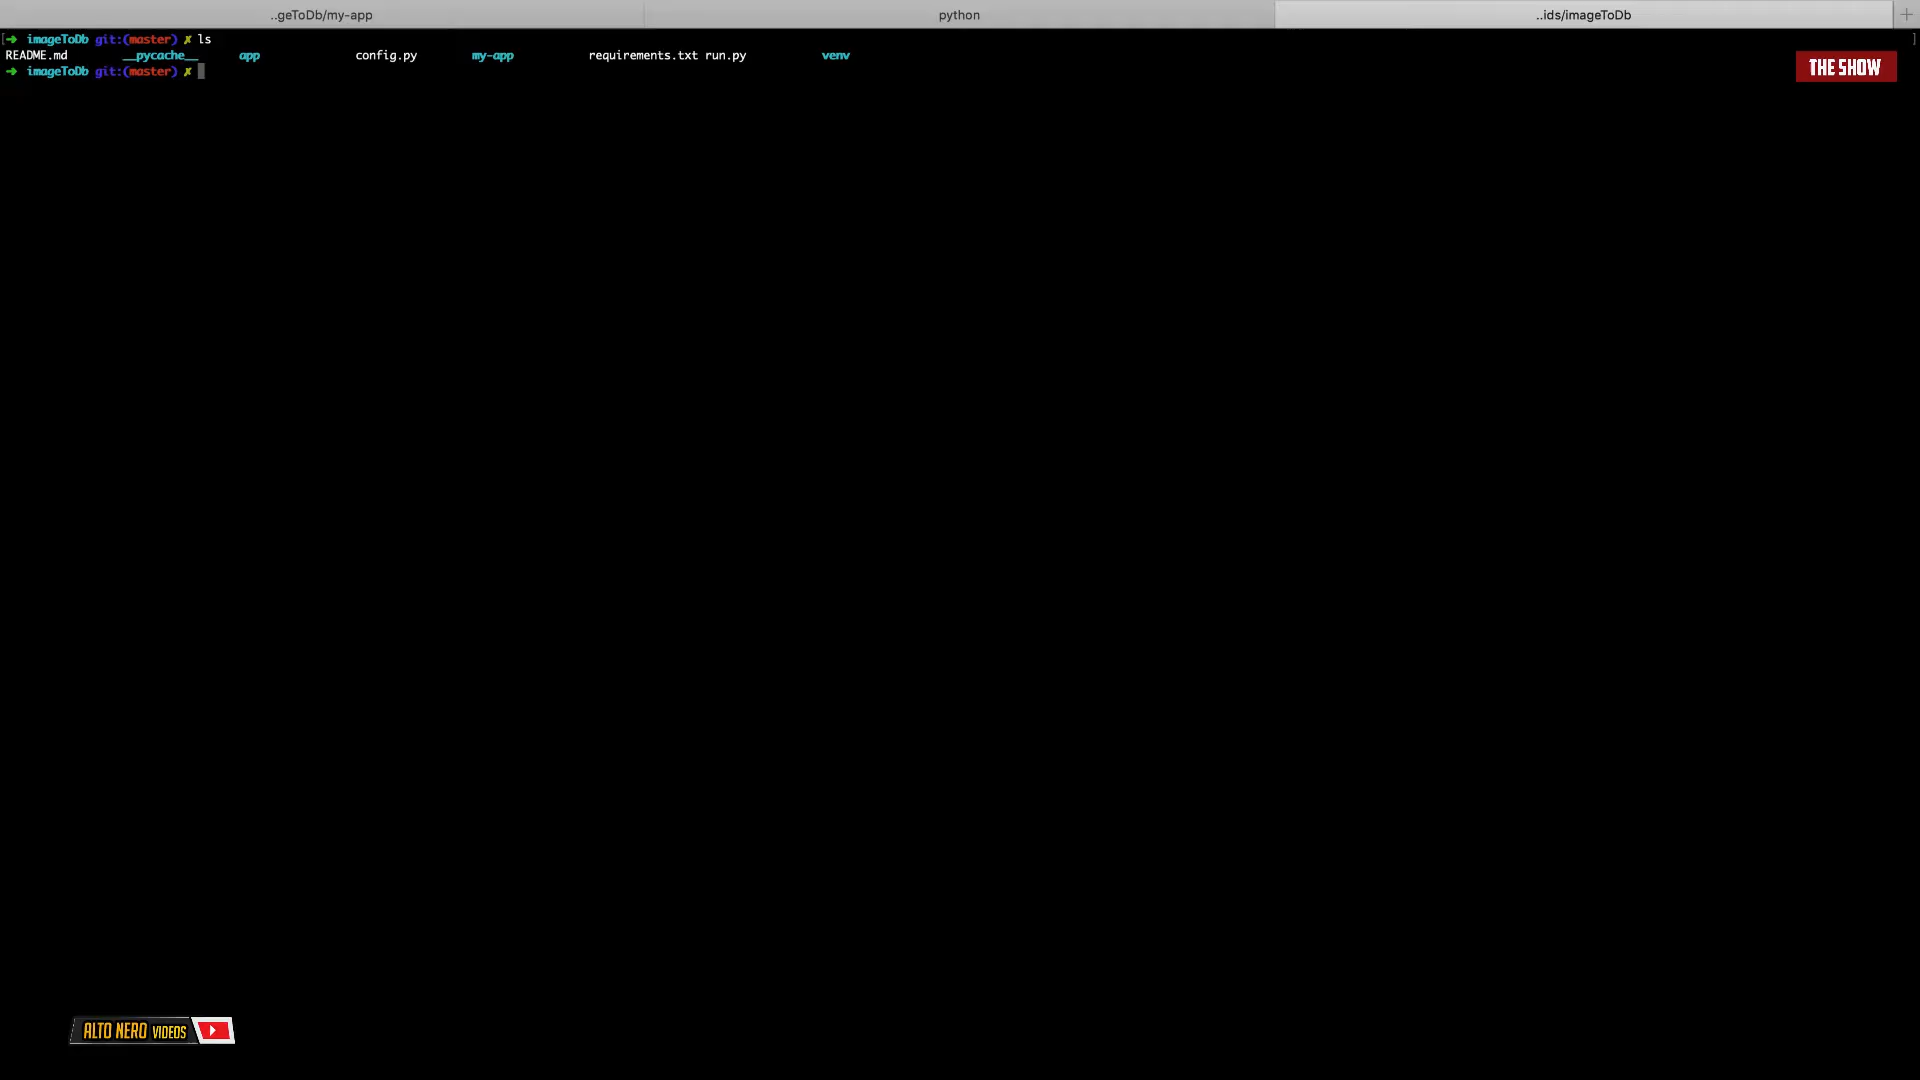 ..geToDb/my-app python ..ids/imageToDb +
[➜ imageToDb git:(master) ✗ ls ]
README.md __pycache__ app config.py my-app requirements.txt run.py venv
➜ imageToDb git:(master) ✗
THE SHOW
ALTO NERO VIDEOS